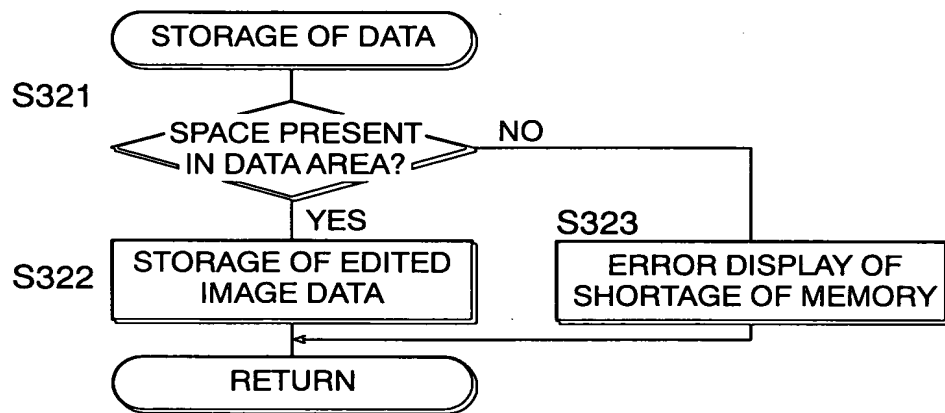 STORAGE OF DATA
S321
SPACE PRESENT
IN DATA AREA?
NO
YES
S322
STORAGE OF EDITED
IMAGE DATA
S323
ERROR DISPLAY OF
SHORTAGE OF MEMORY
RETURN